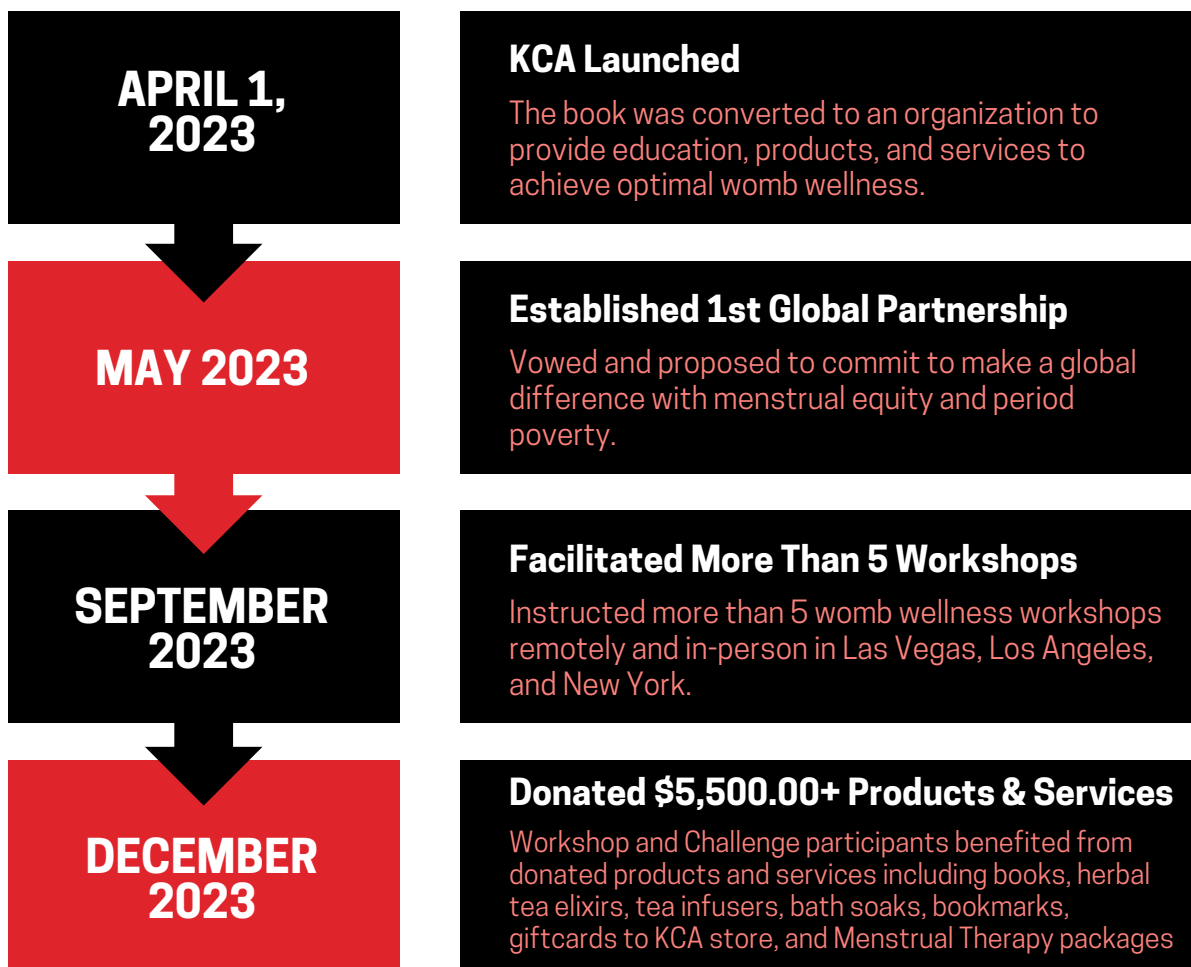 APRIL 1,
2023
KCA Launched
The book was converted to an organization to
provide education, products, and services to
achieve optimal womb wellness.
MAY 2023
Established 1st Global Partnership
Vowed and proposed to commit to make a global
difference with menstrual equity and period
poverty.
SEPTEMBER
2023
Facilitated More Than 5 Workshops
Instructed more than 5 womb wellness workshops
remotely and in-person in Las Vegas, Los Angeles,
and New York.
DECEMBER
2023
Donated $5,500.00+ Products & Services
Workshop and Challenge participants benefited from
donated products and services including books, herbal
tea elixirs, tea infusers, bath soaks, bookmarks,
giftcards to KCA store, and Menstrual Therapy packages